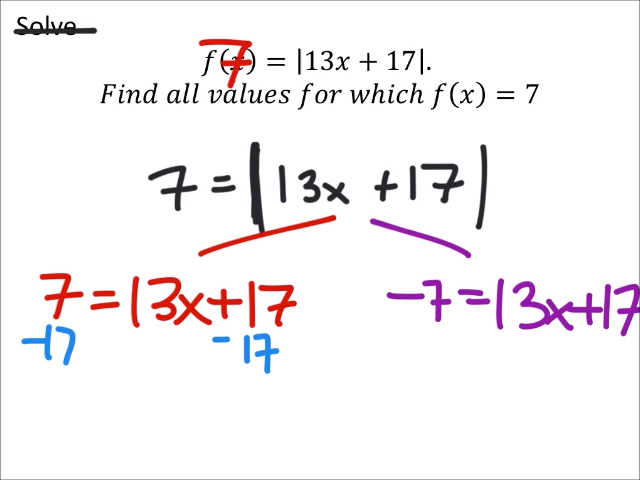 Solve
f(x) = |13x + 17|.
7
Find all values for which f(x) = 7
7 = |13x + 17|
7 = 13x + 17 -7 = 13x + 17
-17 -17